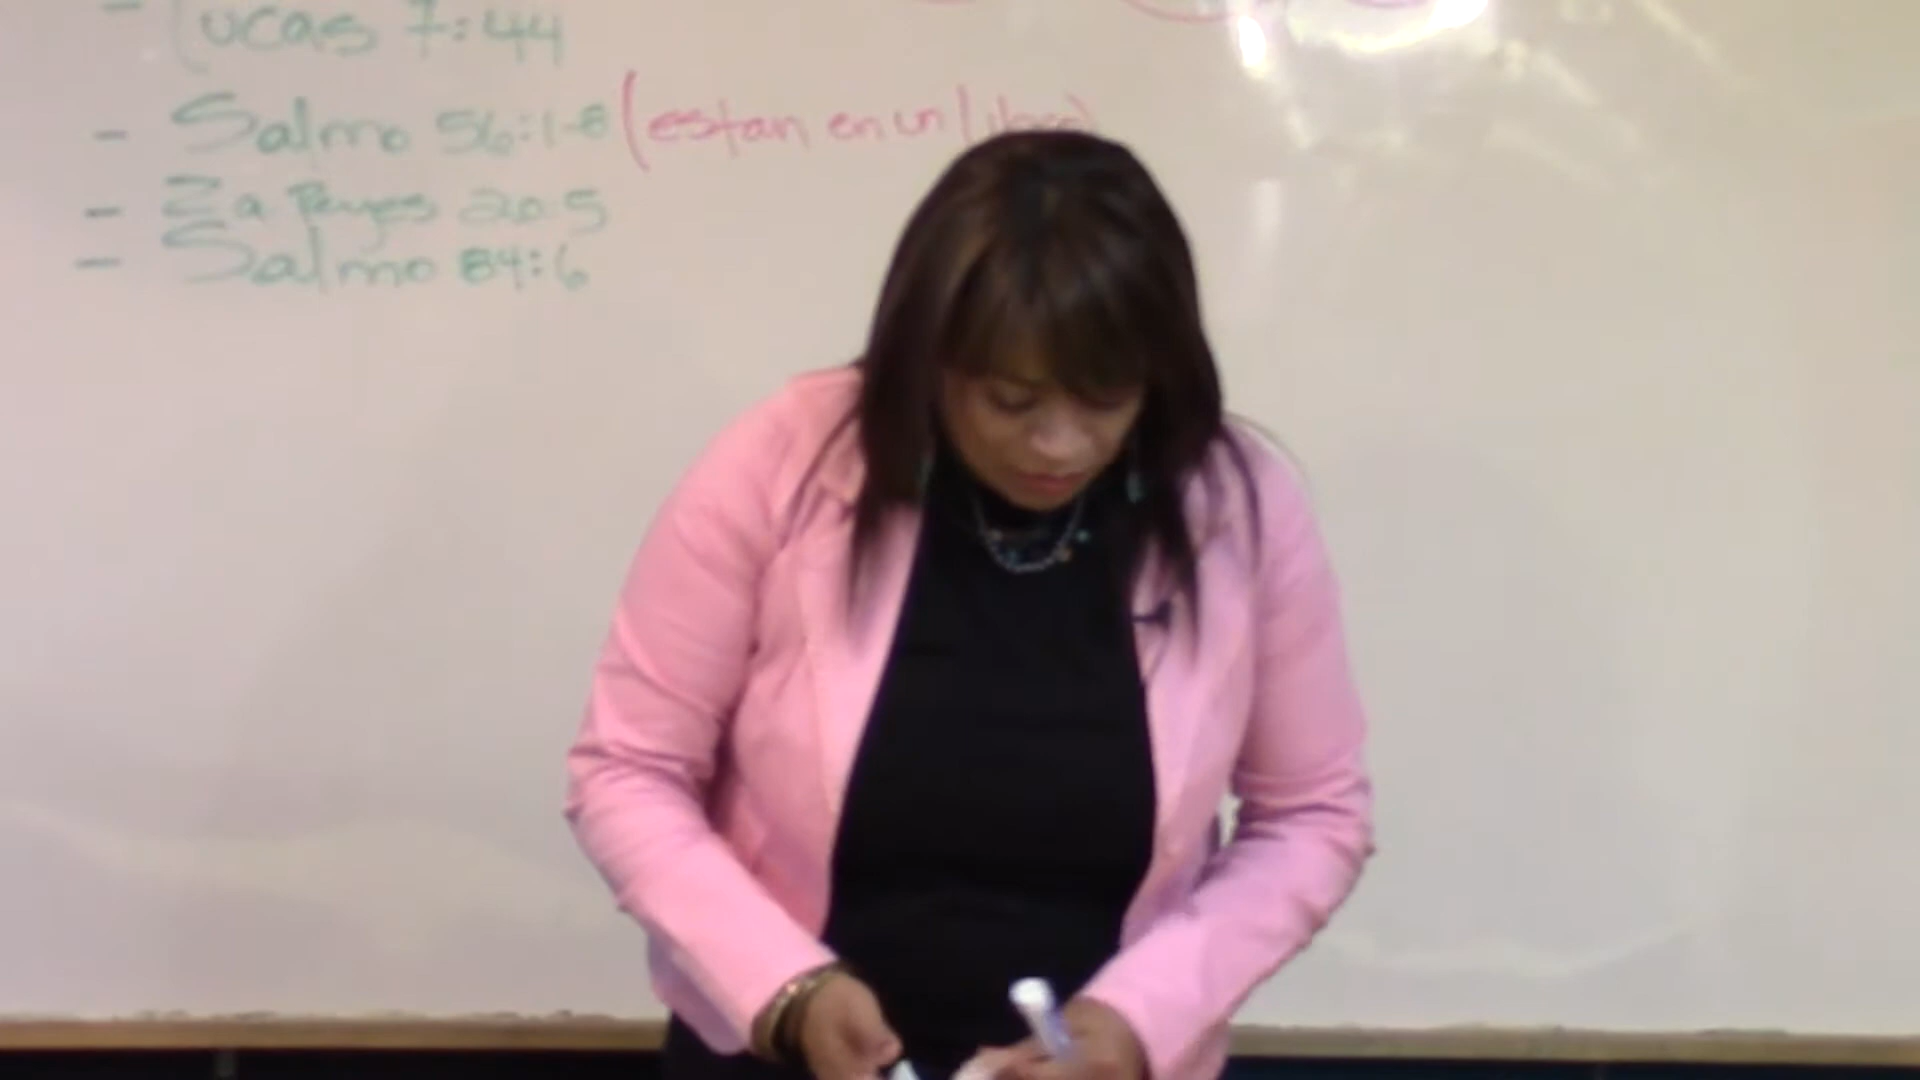 - Lucas 7:44
- Salmo 56:1-8 (estan en un libro)
- 2a Reyes 20:5
- Salmo 84:6